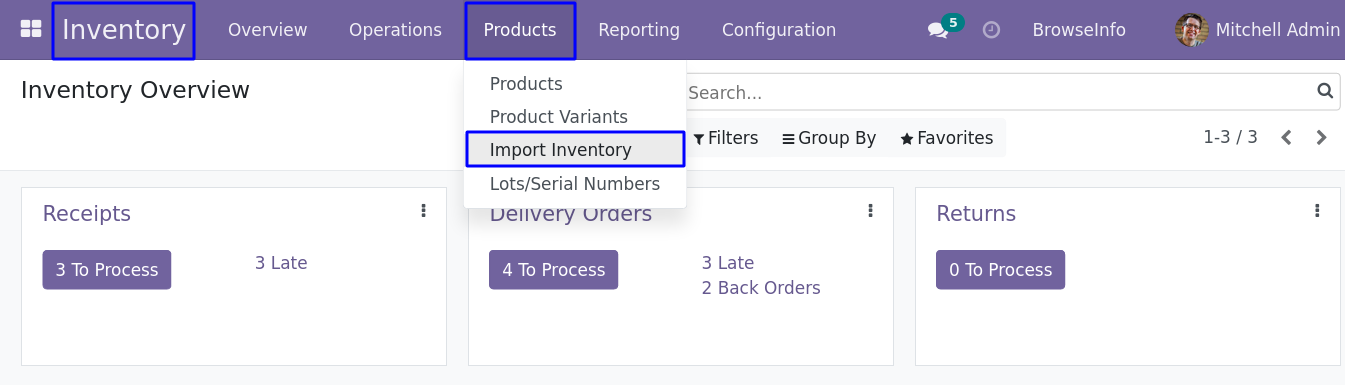 Inventory Overview Operations Products Reporting Configuration 5 BrowseInfo Mitchell Admin
Inventory Overview
Search...
Products
Product Variants
Import Inventory
Lots/Serial Numbers
Filters Group By Favorites 1-3 / 3
Receipts
3 To Process 3 Late
Delivery Orders
4 To Process 3 Late
2 Back Orders
Returns
0 To Process